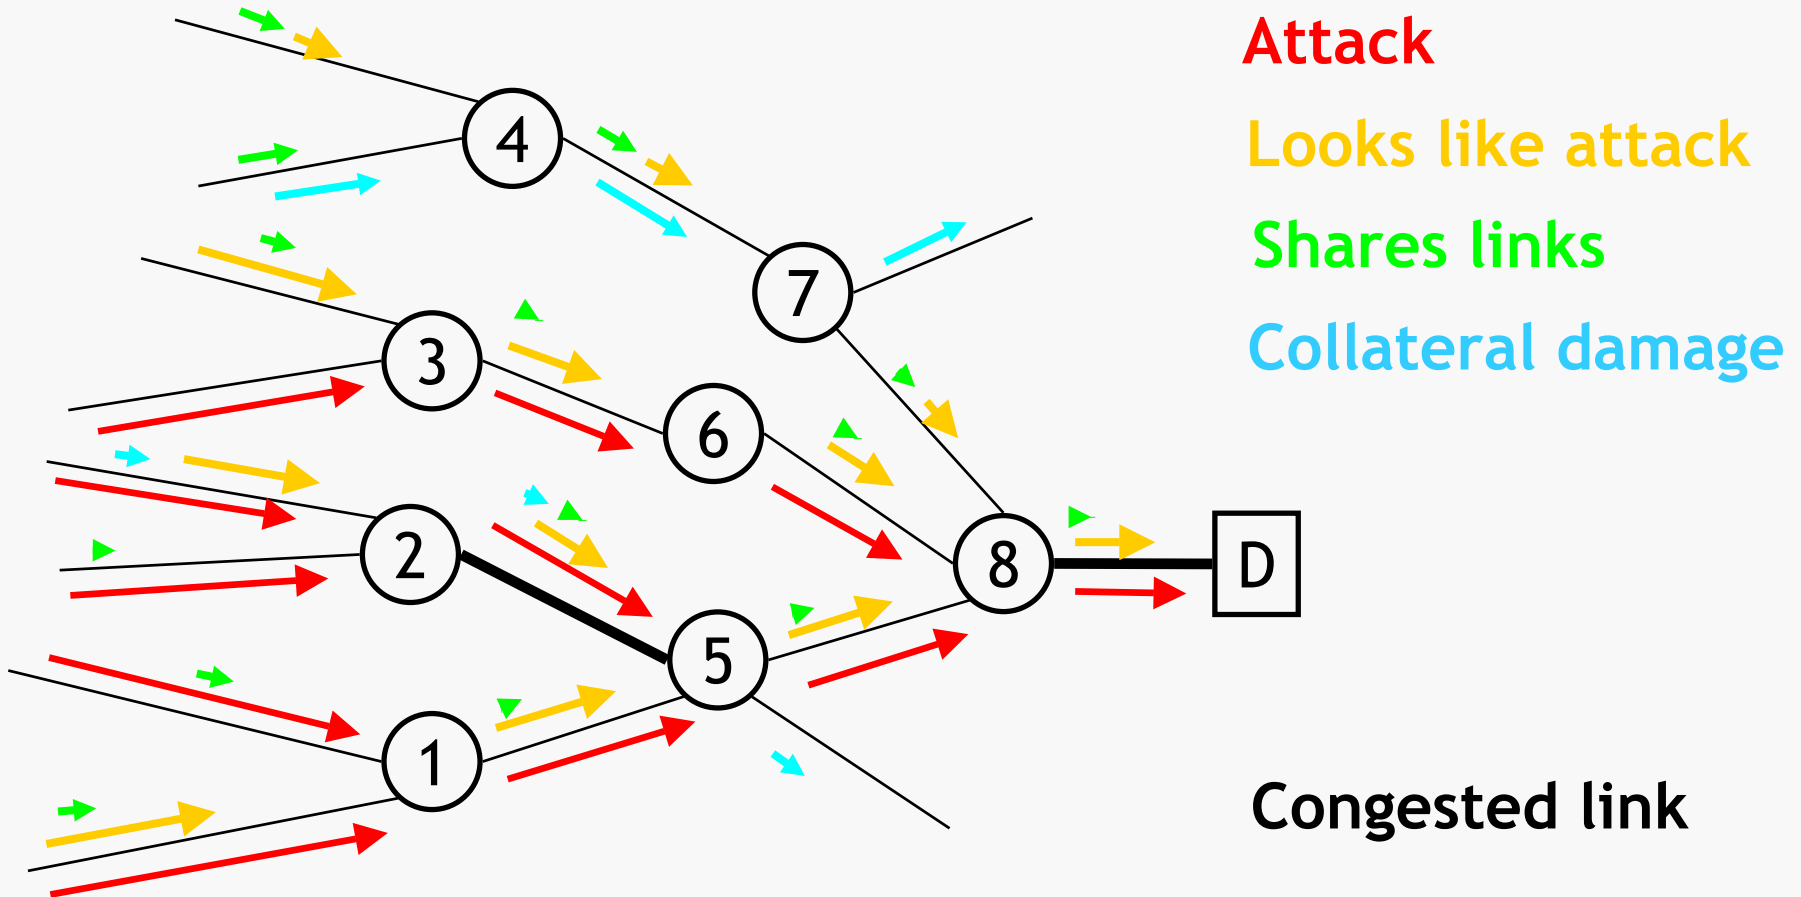 Attack
Looks like attack
Shares links
Collateral damage
4
7
3
6
2
8
D
5
1
Congested link